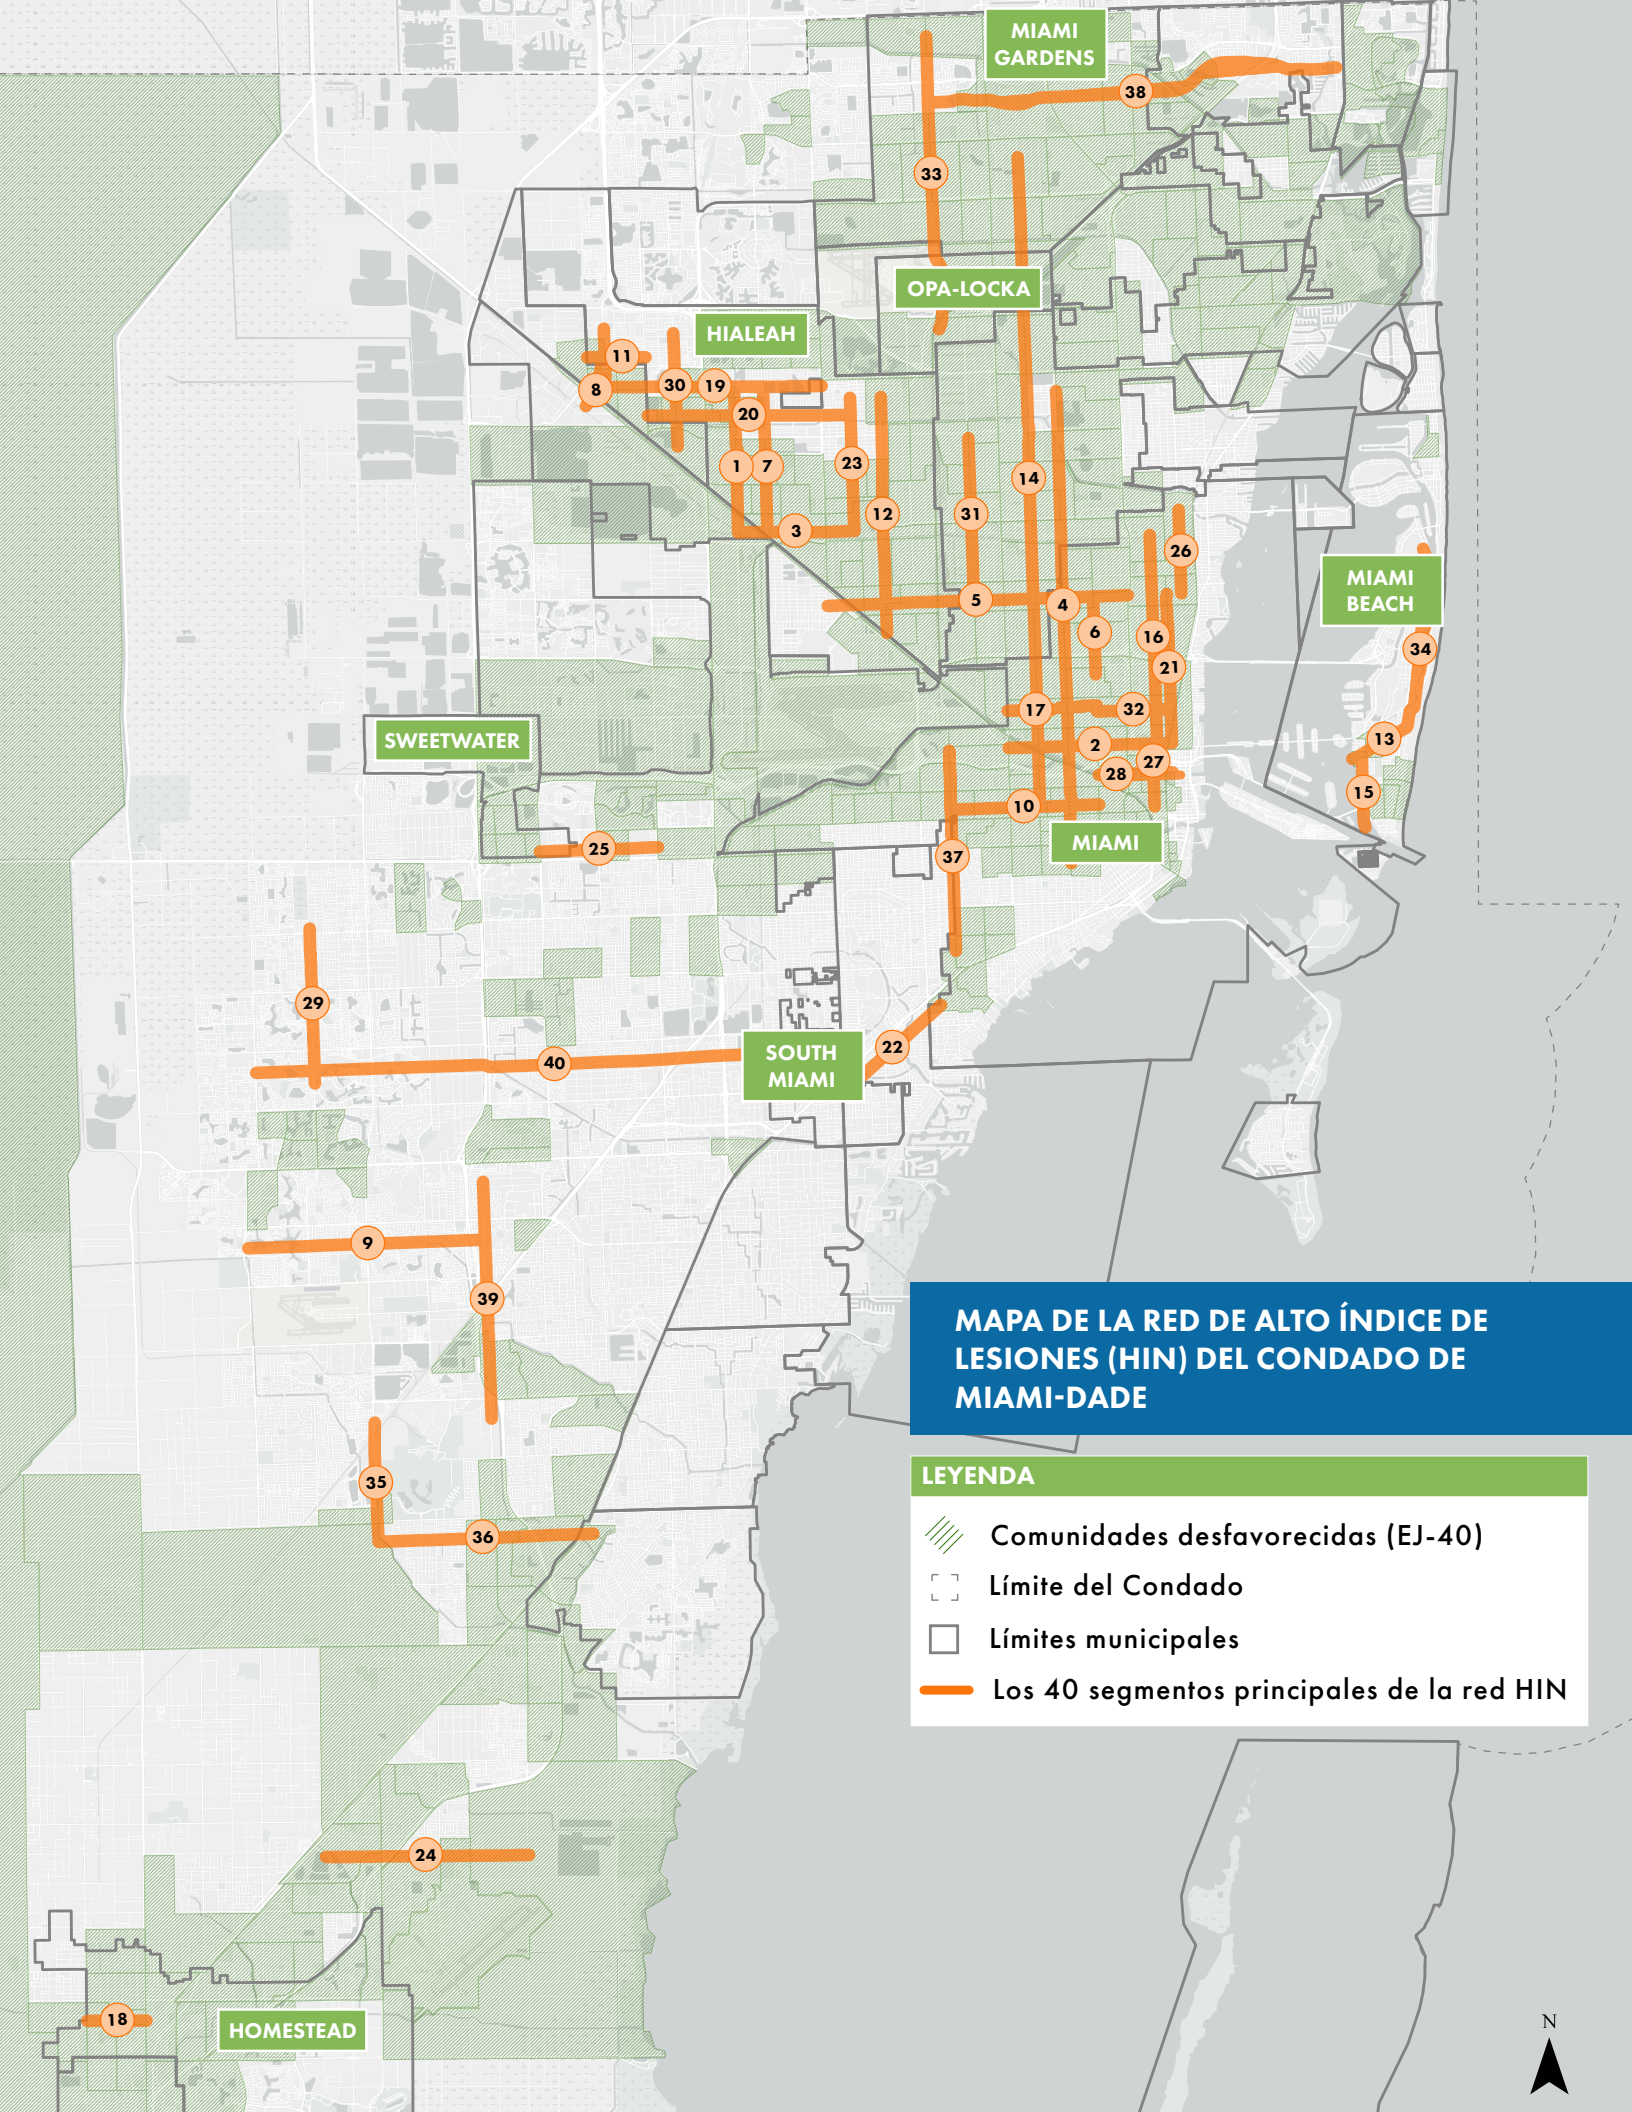 MIAMI
GARDENS
38
33
OPA-LOCKA
HIALEAH
11
8
30
19
20
1
7
23
3
12
31
14
26
5
4
6
16
21
MIAMI
BEACH
34
17
32
2
27
28
13
15
SWEETWATER
10
MIAMI
25
37
29
40
SOUTH
MIAMI
22
9
39
MAPA DE LA RED DE ALTO ÍNDICE DE
LESIONES (HIN) DEL CONDADO DE
MIAMI-DADE
LEYENDA
Comunidades desfavorecidas (EJ-40)
Límite del Condado
Límites municipales
Los 40 segmentos principales de la red HIN
35
36
24
18
HOMESTEAD
N